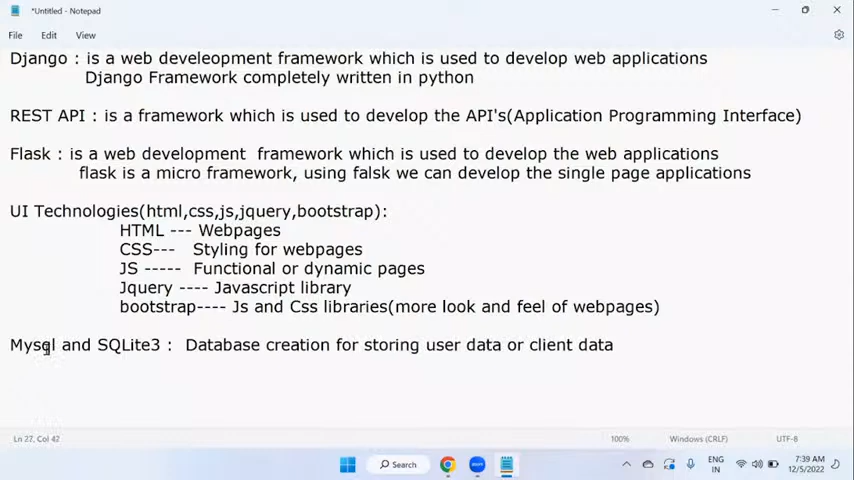 *Untitled - Notepad
File Edit View
Django : is a web develeopment framework which is used to develop web applications
Django Framework completely written in python
REST API : is a framework which is used to develop the API's(Application Programming Interface)
Flask : is a web development framework which is used to develop the web applications
flask is a micro framework, using falsk we can develop the single page applications
UI Technologies(html,css,js,jquery,bootstrap):
HTML --- Webpages
CSS--- Styling for webpages
JS ----- Functional or dynamic pages
Jquery ---- Javascript library
bootstrap---- Js and Css libraries(more look and feel of webpages)
Mysql and SQLite3 : Database creation for storing user data or client data
Ln 27, Col 42 100% Windows (CRLF) UTF-8
Search zoom ENG IN 7:39 AM 12/5/2022